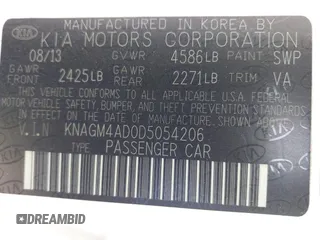 MANUFACTURED IN KOREA BY
KIA MOTORS CORPORATION
08/13 GVWR 4586LB PAINT SWP
GAWR FRONT 2425LB GAWR REAR 2271LB TRIM VA
THIS VEHICLE CONFORMS TO ALL APPLICABLE U.S.A. FEDERAL
MOTOR VEHICLE SAFETY, BUMPER, AND THEFT PREVENTION STANDARDS
IN EFFECT ON THE DATE OF MANUFACTURE SHOWN ABOVE.
V.I.N KNAGM4AD0D5054206
TYPE PASSENGER CAR
KIA
DREAMBID